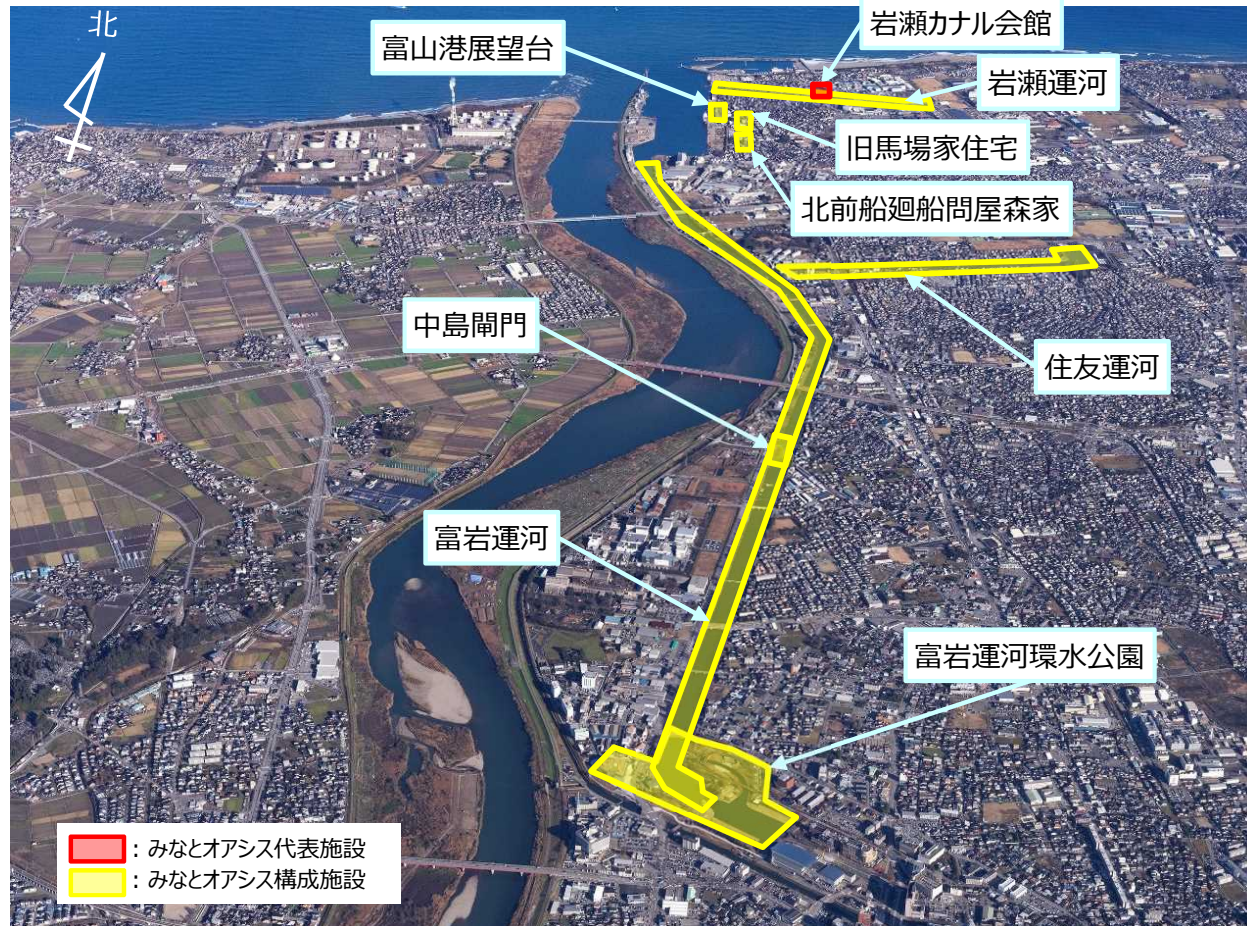 北
岩瀬カナル会館
富山港展望台
岩瀬運河
旧馬場家住宅
北前船廻船問屋森家
中島閘門
住友運河
富岩運河
富岩運河環水公園
：みなとオアシス代表施設
：みなとオアシス構成施設